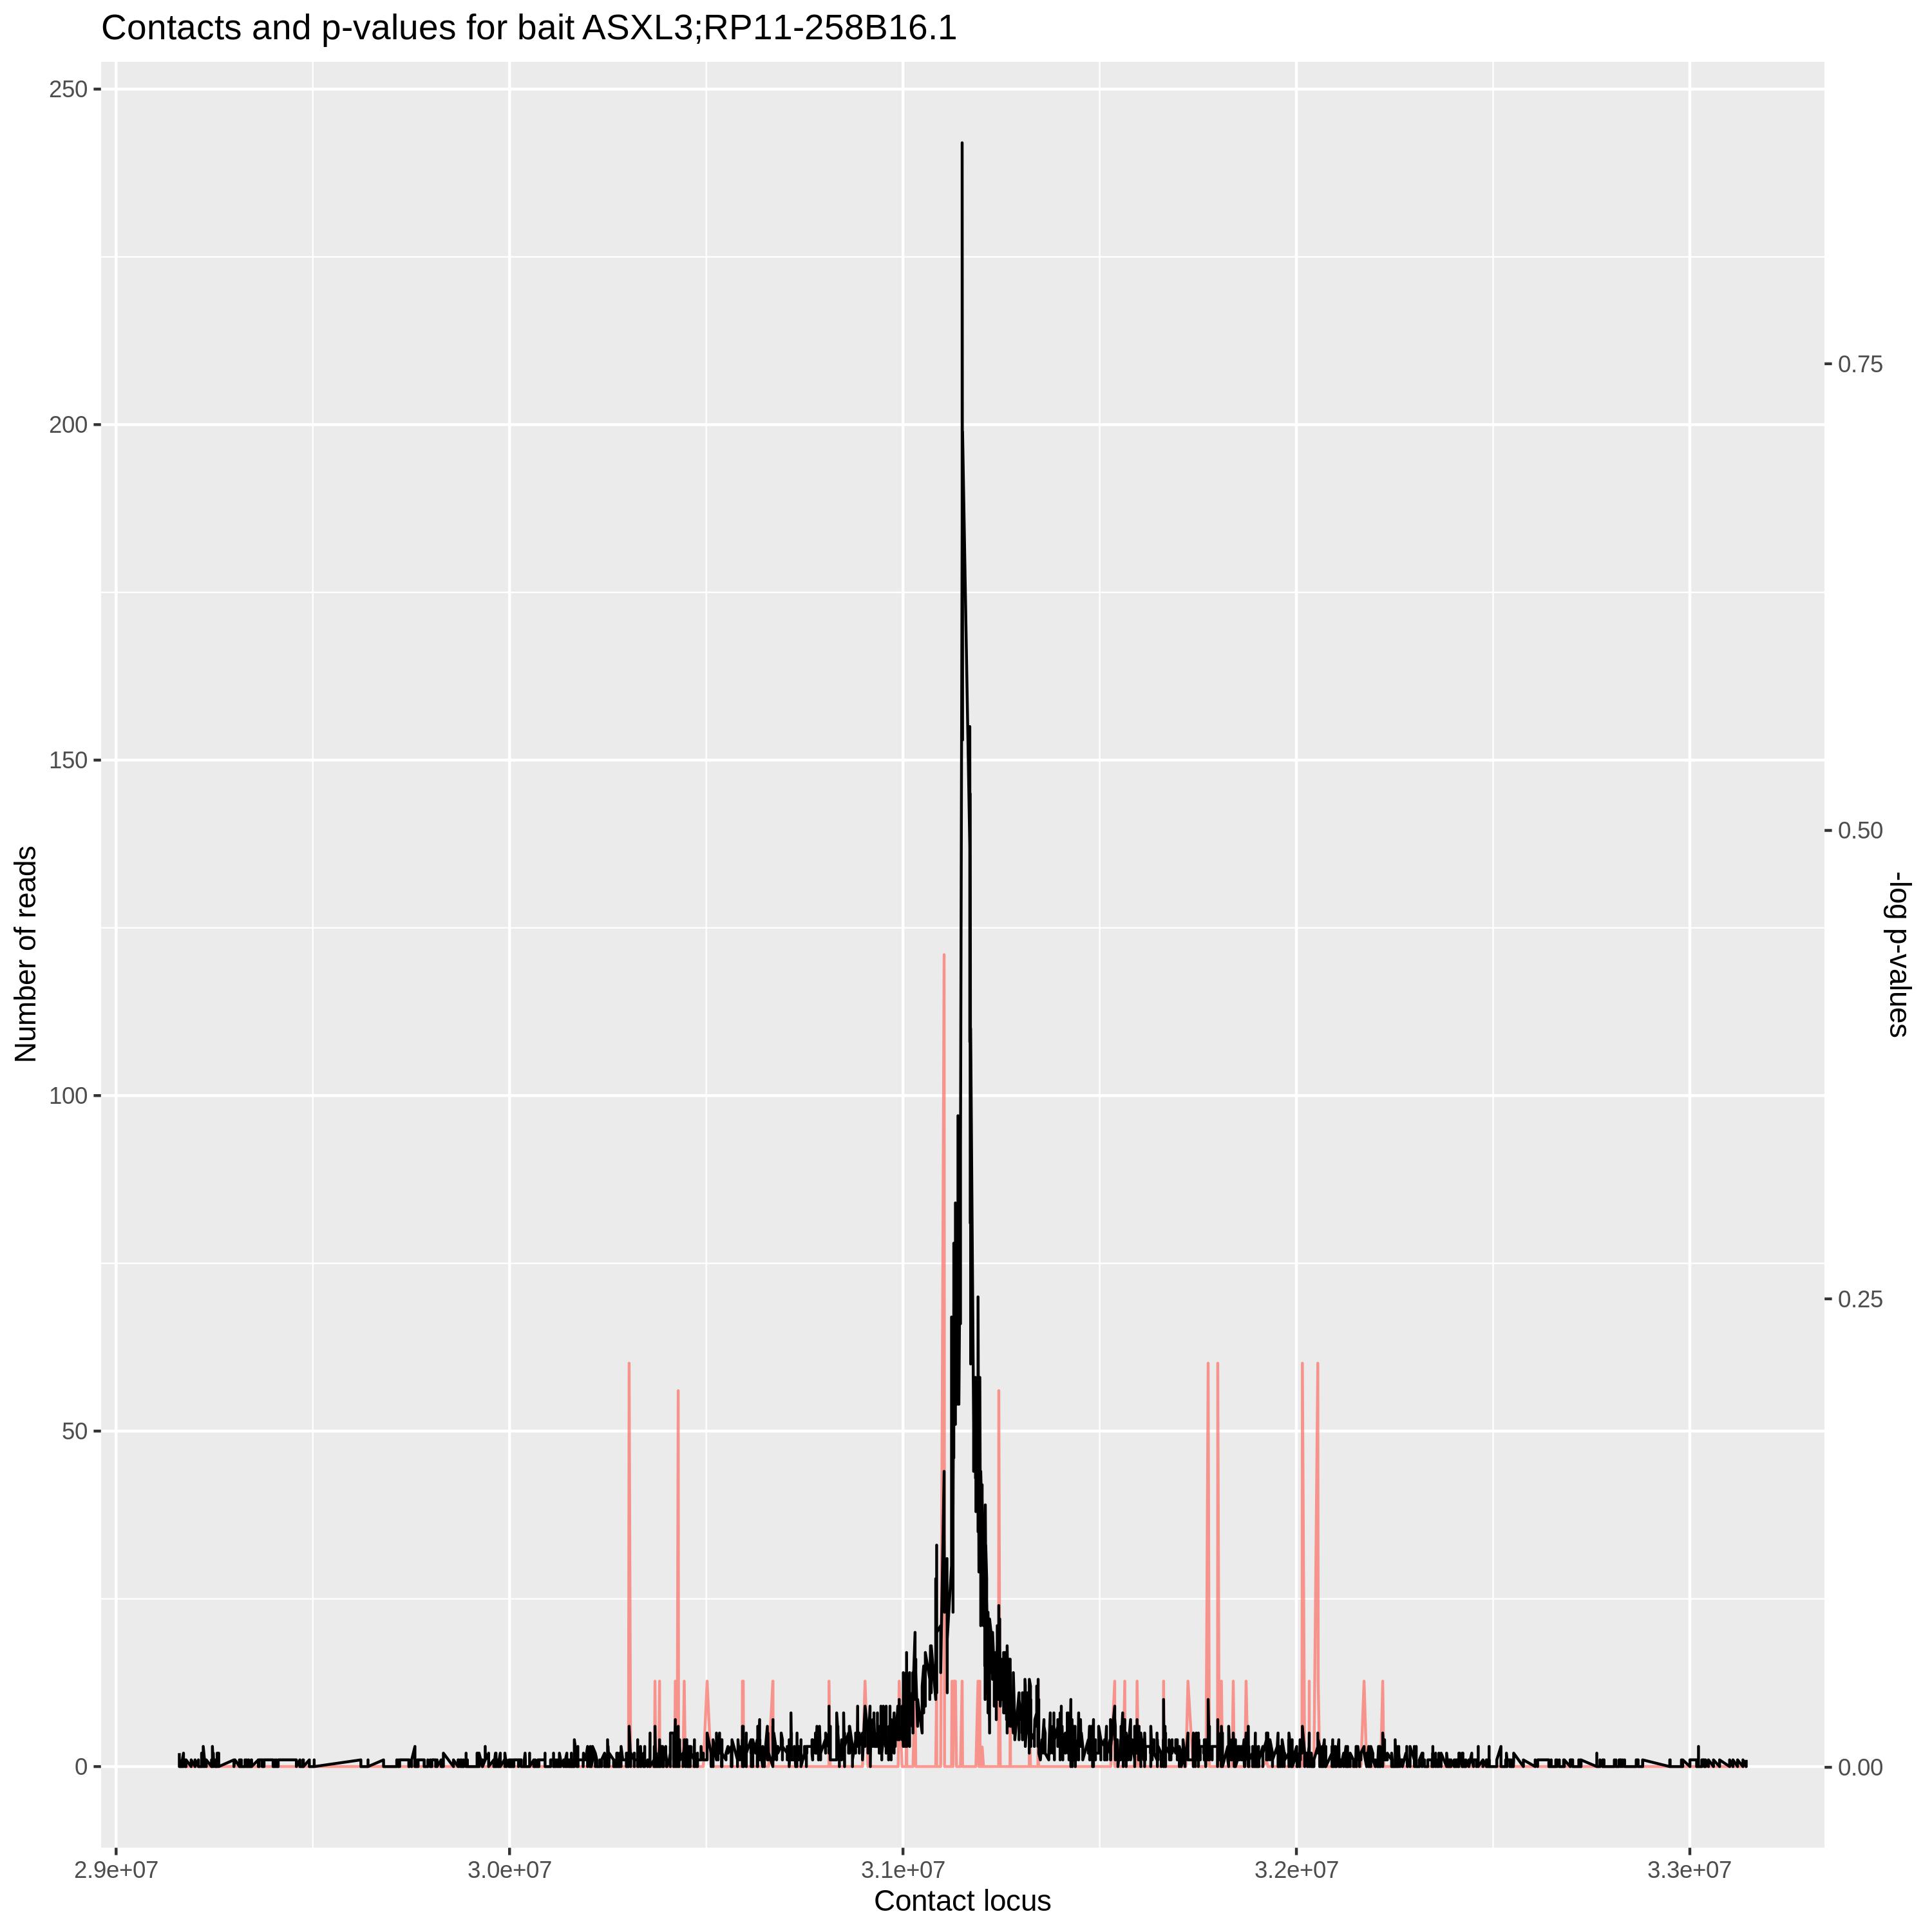 Contacts and p-values for bait ASXL3;RP11-258B16.1
250
200
150
100
50
0
Number of reads
0.75
0.50
0.25
0.00
-log p-values
2.9e+07
3.0e+07
3.1e+07
3.2e+07
3.3e+07
Contact locus